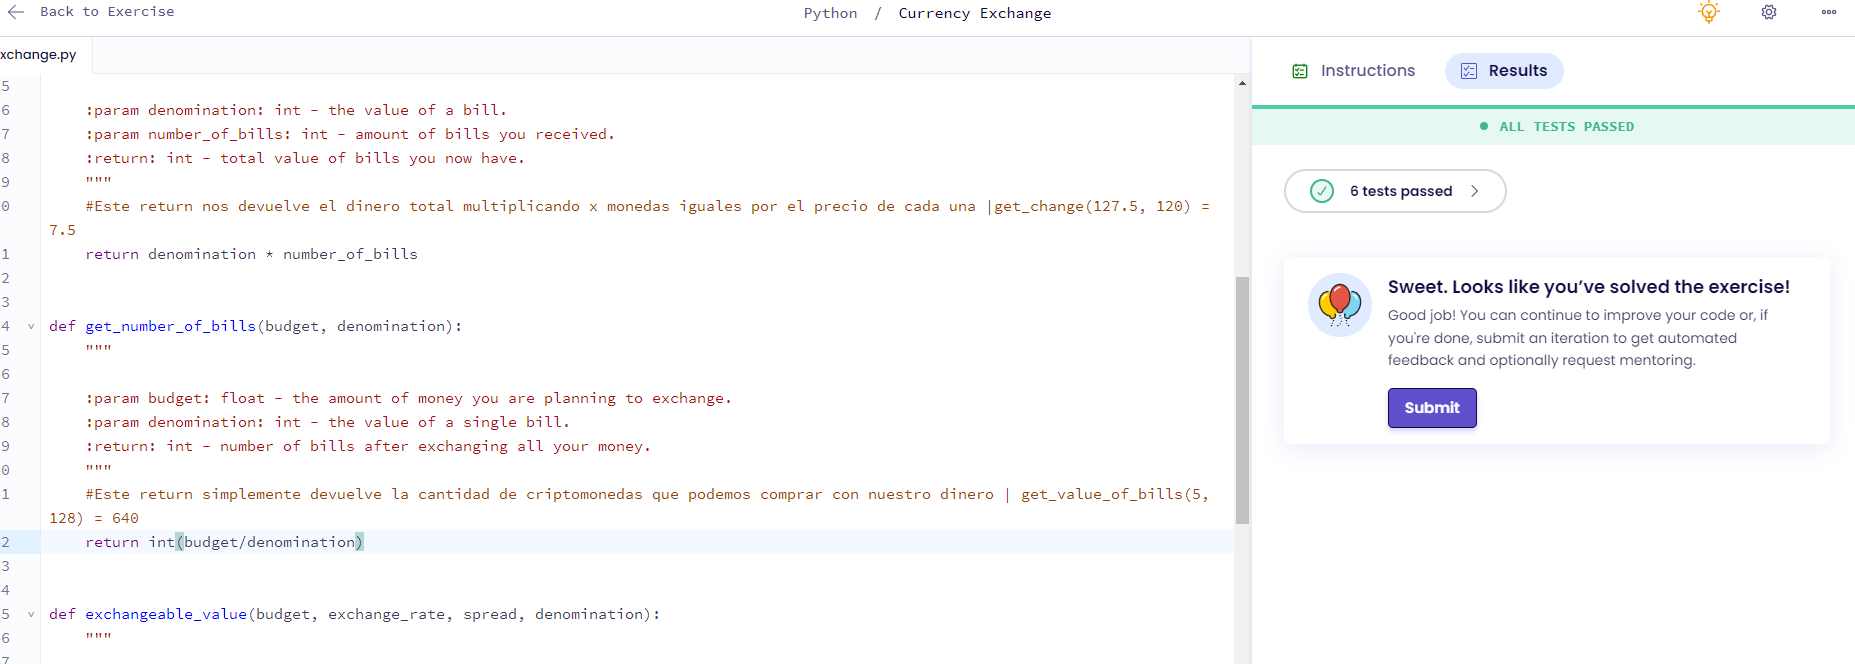 Back to Exercise
Python / Currency Exchange
xchange.py
Instructions
Results
5
6 :param denomination: int - the value of a bill.
7 :param number_of_bills: int - amount of bills you received.
8 :return: int - total value of bills you now have.
9 """
0 #Este return nos devuelve el dinero total multiplicando x monedas iguales por el precio de cada una |get_change(127.5, 120) =
7.5
1 return denomination * number_of_bills
2
3
4 def get_number_of_bills(budget, denomination):
5 """
6
7 :param budget: float - the amount of money you are planning to exchange.
8 :param denomination: int - the value of a single bill.
9 :return: int - number of bills after exchanging all your money.
0 """
1 #Este return simplemente devuelve la cantidad de criptomonedas que podemos comprar con nuestro dinero | get_value_of_bills(5,
128) = 640
2 return int(budget/denomination)
3
4
5 def exchangeable_value(budget, exchange_rate, spread, denomination):
6 """
7
ALL TESTS PASSED
6 tests passed
Sweet. Looks like you’ve solved the exercise!
Good job! You can continue to improve your code or, if
you're done, submit an iteration to get automated
feedback and optionally request mentoring.
Submit